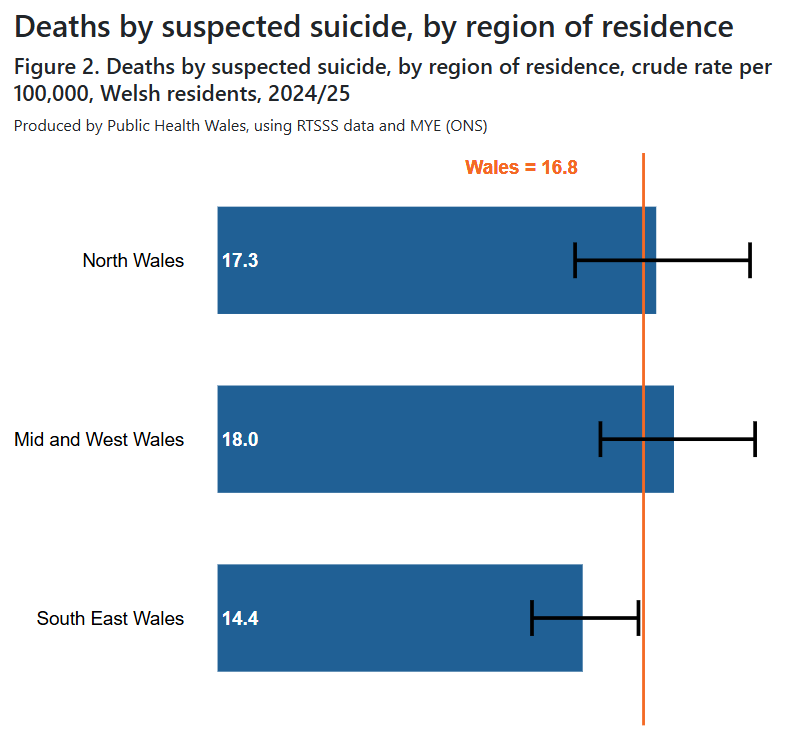 Deaths by suspected suicide, by region of residence
Figure 2. Deaths by suspected suicide, by region of residence, crude rate per
100,000, Welsh residents, 2024/25
Produced by Public Health Wales, using RTSSS data and MYE (ONS)
Wales = 16.8
North Wales
17.3
Mid and West Wales
18.0
South East Wales
14.4